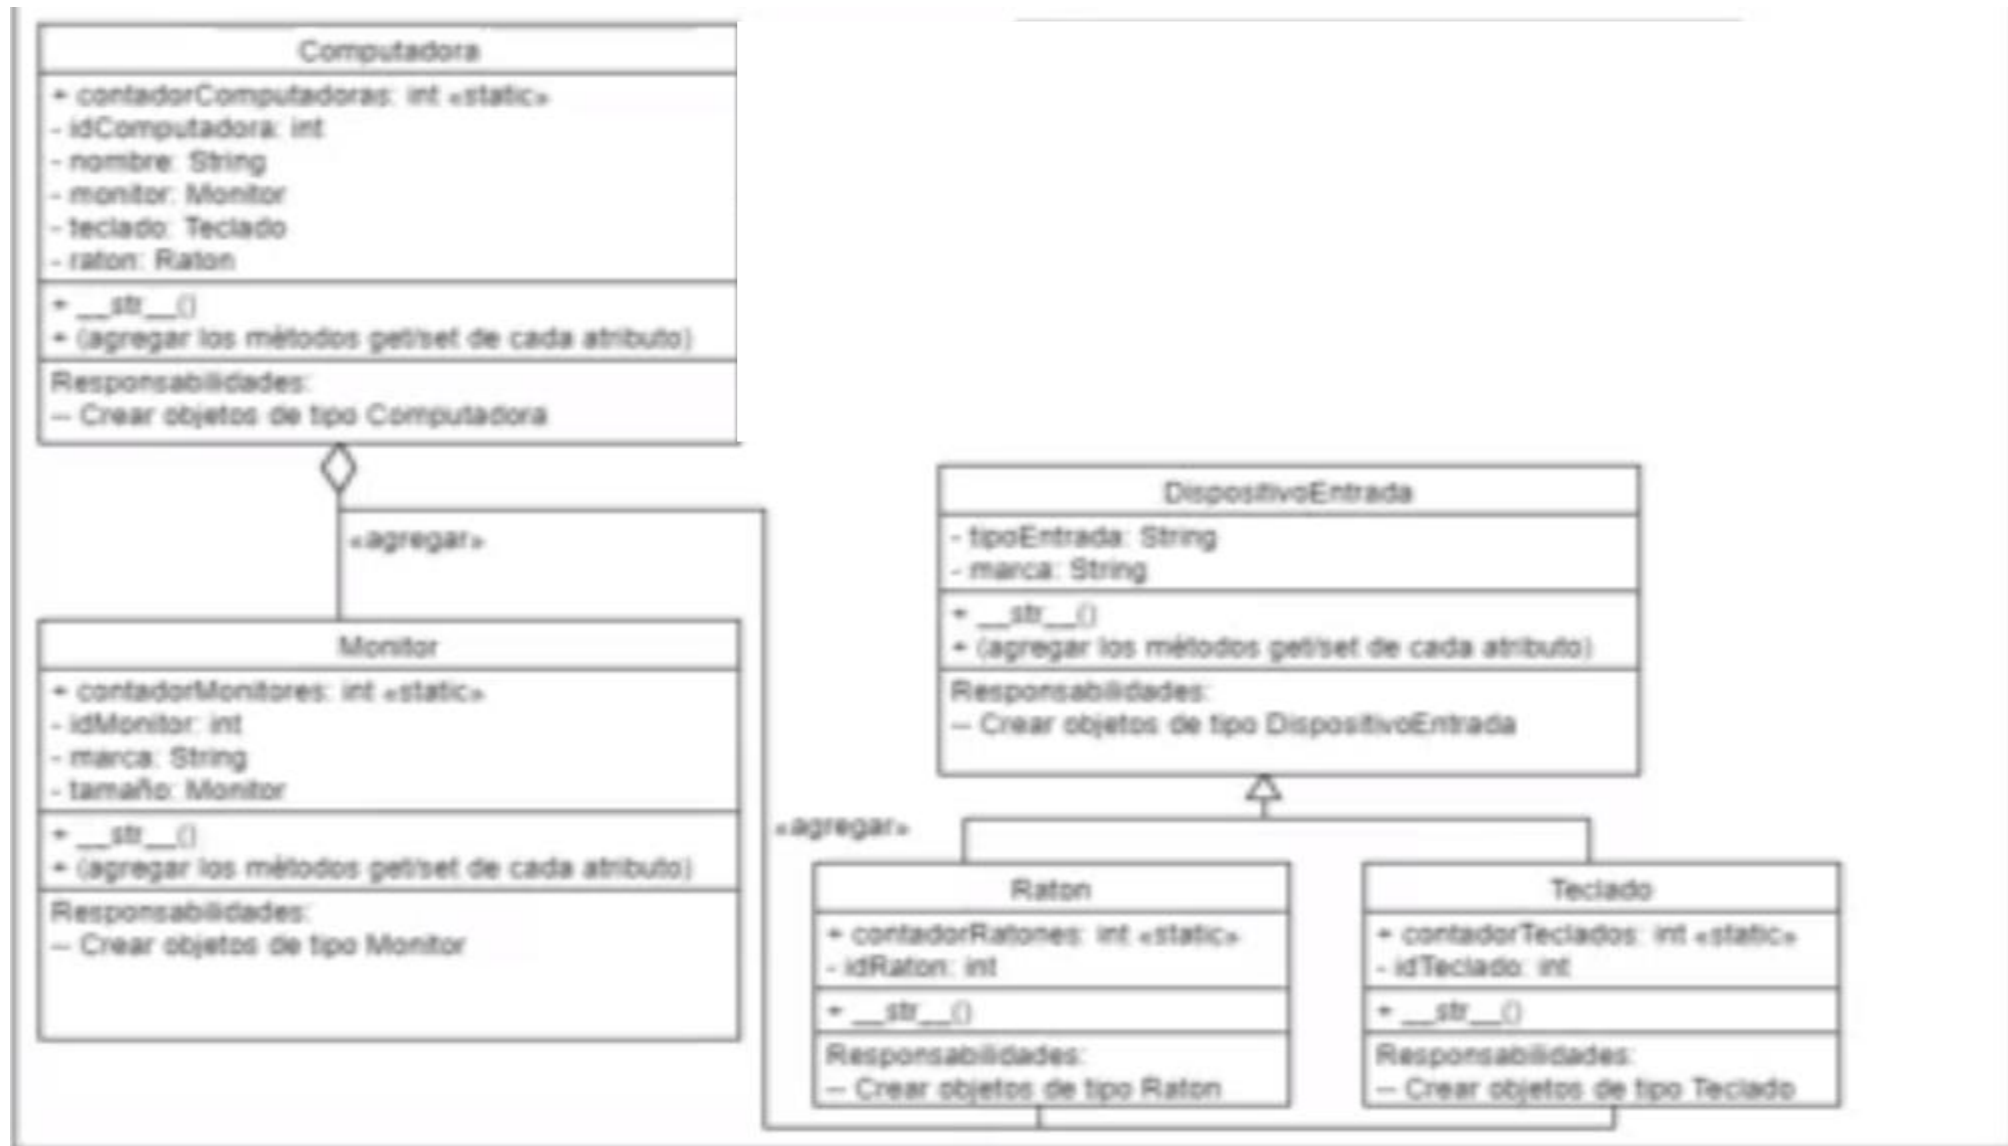 Computadora
+ contadorComputadoras: int «static»
- idComputadora: int
- nombre: String
- monitor: Monitor
- teclado: Teclado
- raton: Raton
+ __str__()
+ (agregar los métodos get/set de cada atributo)
Responsabilidades:
-- Crear objetos de tipo Computadora
«agregar»
Monitor
+ contadorMonitores: int «static»
- idMonitor: int
- marca: String
- tamaño: Monitor
+ __str__()
+ (agregar los métodos get/set de cada atributo)
Responsabilidades:
-- Crear objetos de tipo Monitor
DispositivoEntrada
- tipoEntrada: String
- marca: String
+ __str__()
+ (agregar los métodos get/set de cada atributo)
Responsabilidades:
-- Crear objetos de tipo DispositivoEntrada
«agregar»
Raton
+ contadorRatones: int «static»
- idRaton: int
+ __str__()
Responsabilidades:
-- Crear objetos de tipo Raton
Teclado
+ contadorTeclados: int «static»
- idTeclado: int
+ __str__()
Responsabilidades:
-- Crear objetos de tipo Teclado